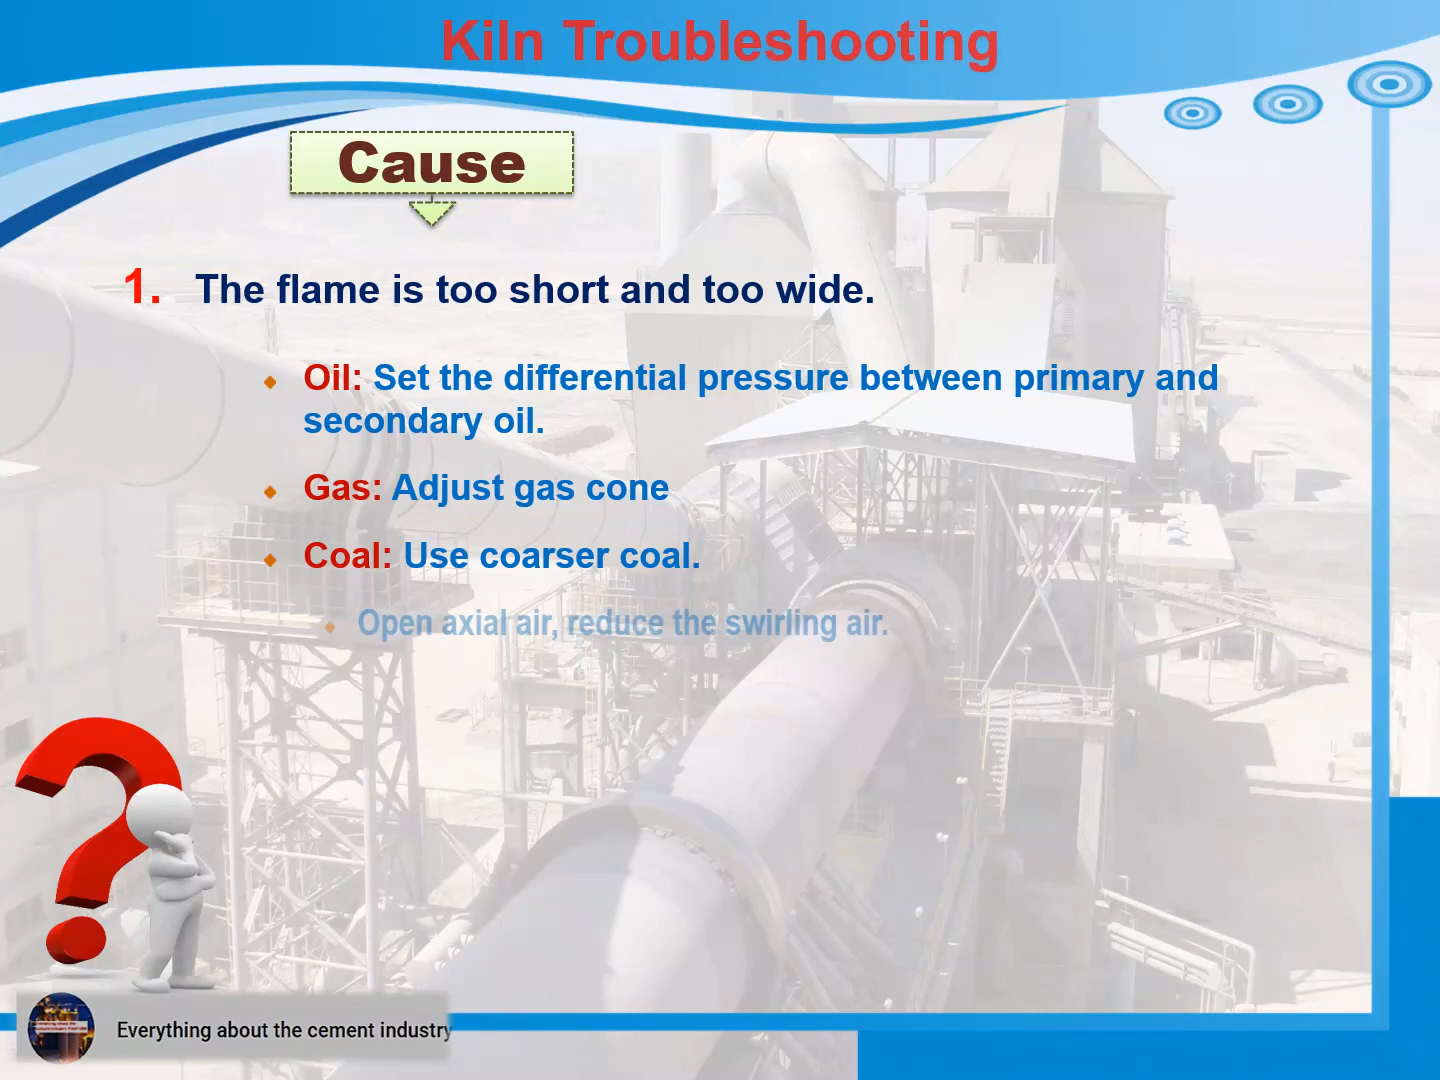 Kiln Troubleshooting
Cause
1. The flame is too short and too wide.
Oil: Set the differential pressure between primary and
secondary oil.
Gas: Adjust gas cone
Coal: Use coarser coal.
Open axial air, reduce the swirling air.
Everything about the cement industry